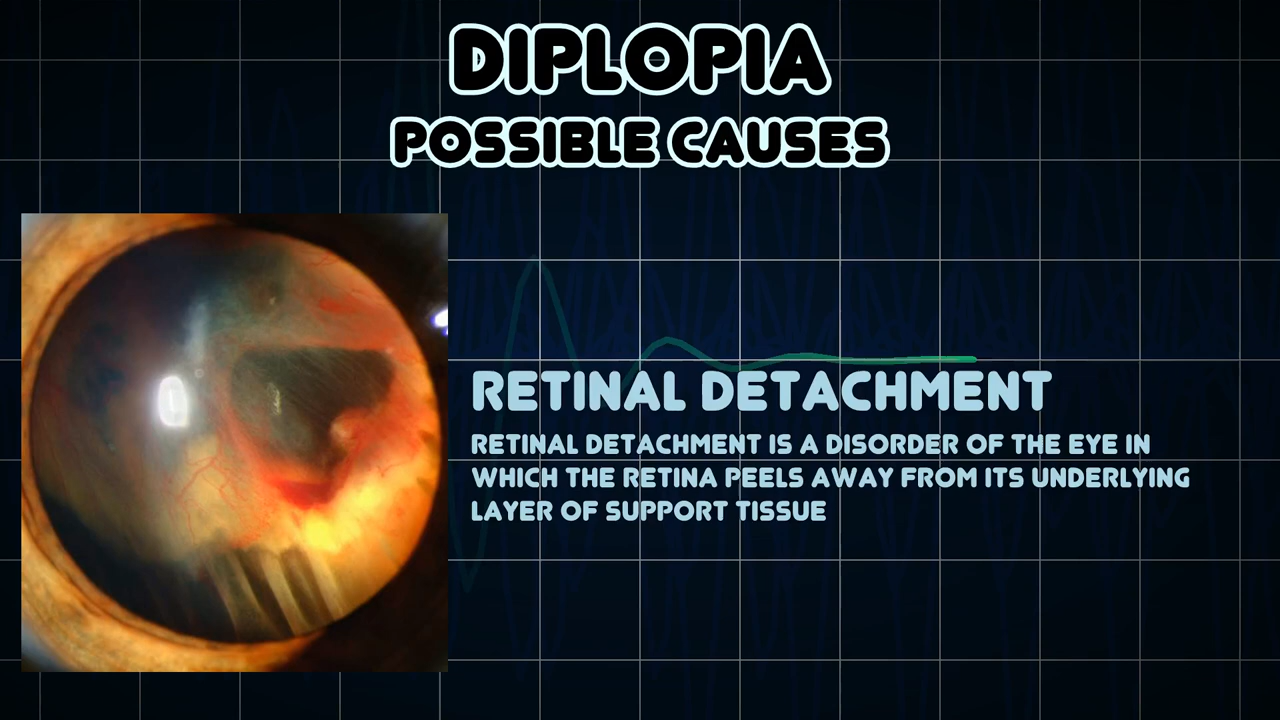 DIPLOPIA
POSSIBLE CAUSES
RETINAL DETACHMENT
RETINAL DETACHMENT IS A DISORDER OF THE EYE IN
WHICH THE RETINA PEELS AWAY FROM ITS UNDERLYING
LAYER OF SUPPORT TISSUE